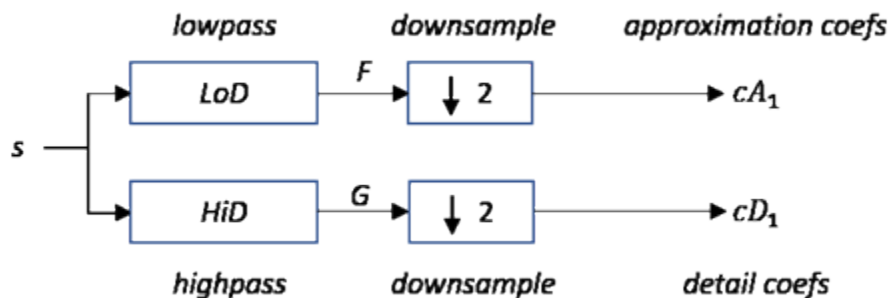 lowpass downsample approximation coefs
LoD F ↓ 2 cA₁
s
HiD G ↓ 2 cD₁
highpass downsample detail coefs